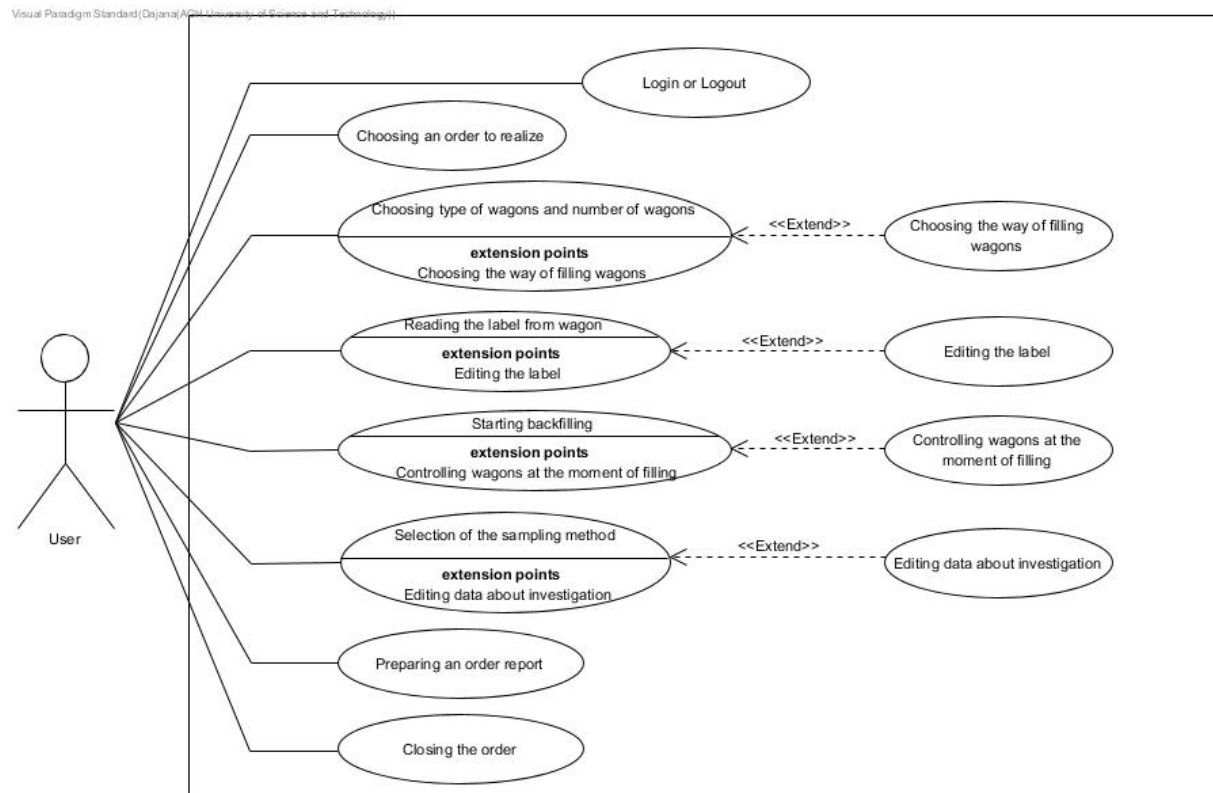 Visual Paradigm Standard(Dajana(AGH University of Science and Technology))
Login or Logout
Choosing an order to realize
Choosing type of wagons and number of wagons
extension points
Choosing the way of filling wagons
<<Extend>>
Choosing the way of filling
wagons
Reading the label from wagon
extension points
Editing the label
<<Extend>>
Editing the label
Starting backfilling
extension points
Controlling wagons at the moment of filling
<<Extend>>
Controlling wagons at the
moment of filling
User
Selection of the sampling method
extension points
Editing data about investigation
<<Extend>>
Editing data about investigation
Preparing an order report
Closing the order